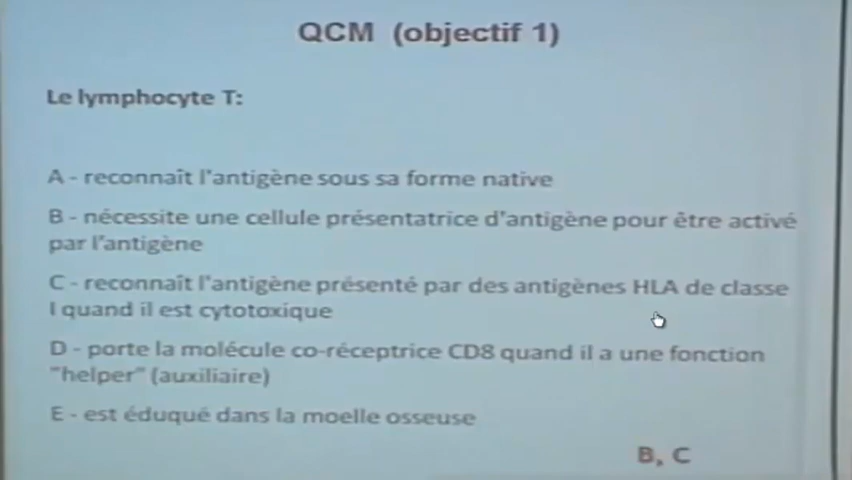 QCM (objectif 1)
Le lymphocyte T:
A - reconnaît l'antigène sous sa forme native
B - nécessite une cellule présentatrice d'antigène pour être activé
par l'antigène
C - reconnaît l'antigène présenté par des antigènes HLA de classe
I quand il est cytotoxique
D - porte la molécule co-réceptrice CD8 quand il a une fonction
"helper" (auxiliaire)
E - est éduqué dans la moelle osseuse
B, C